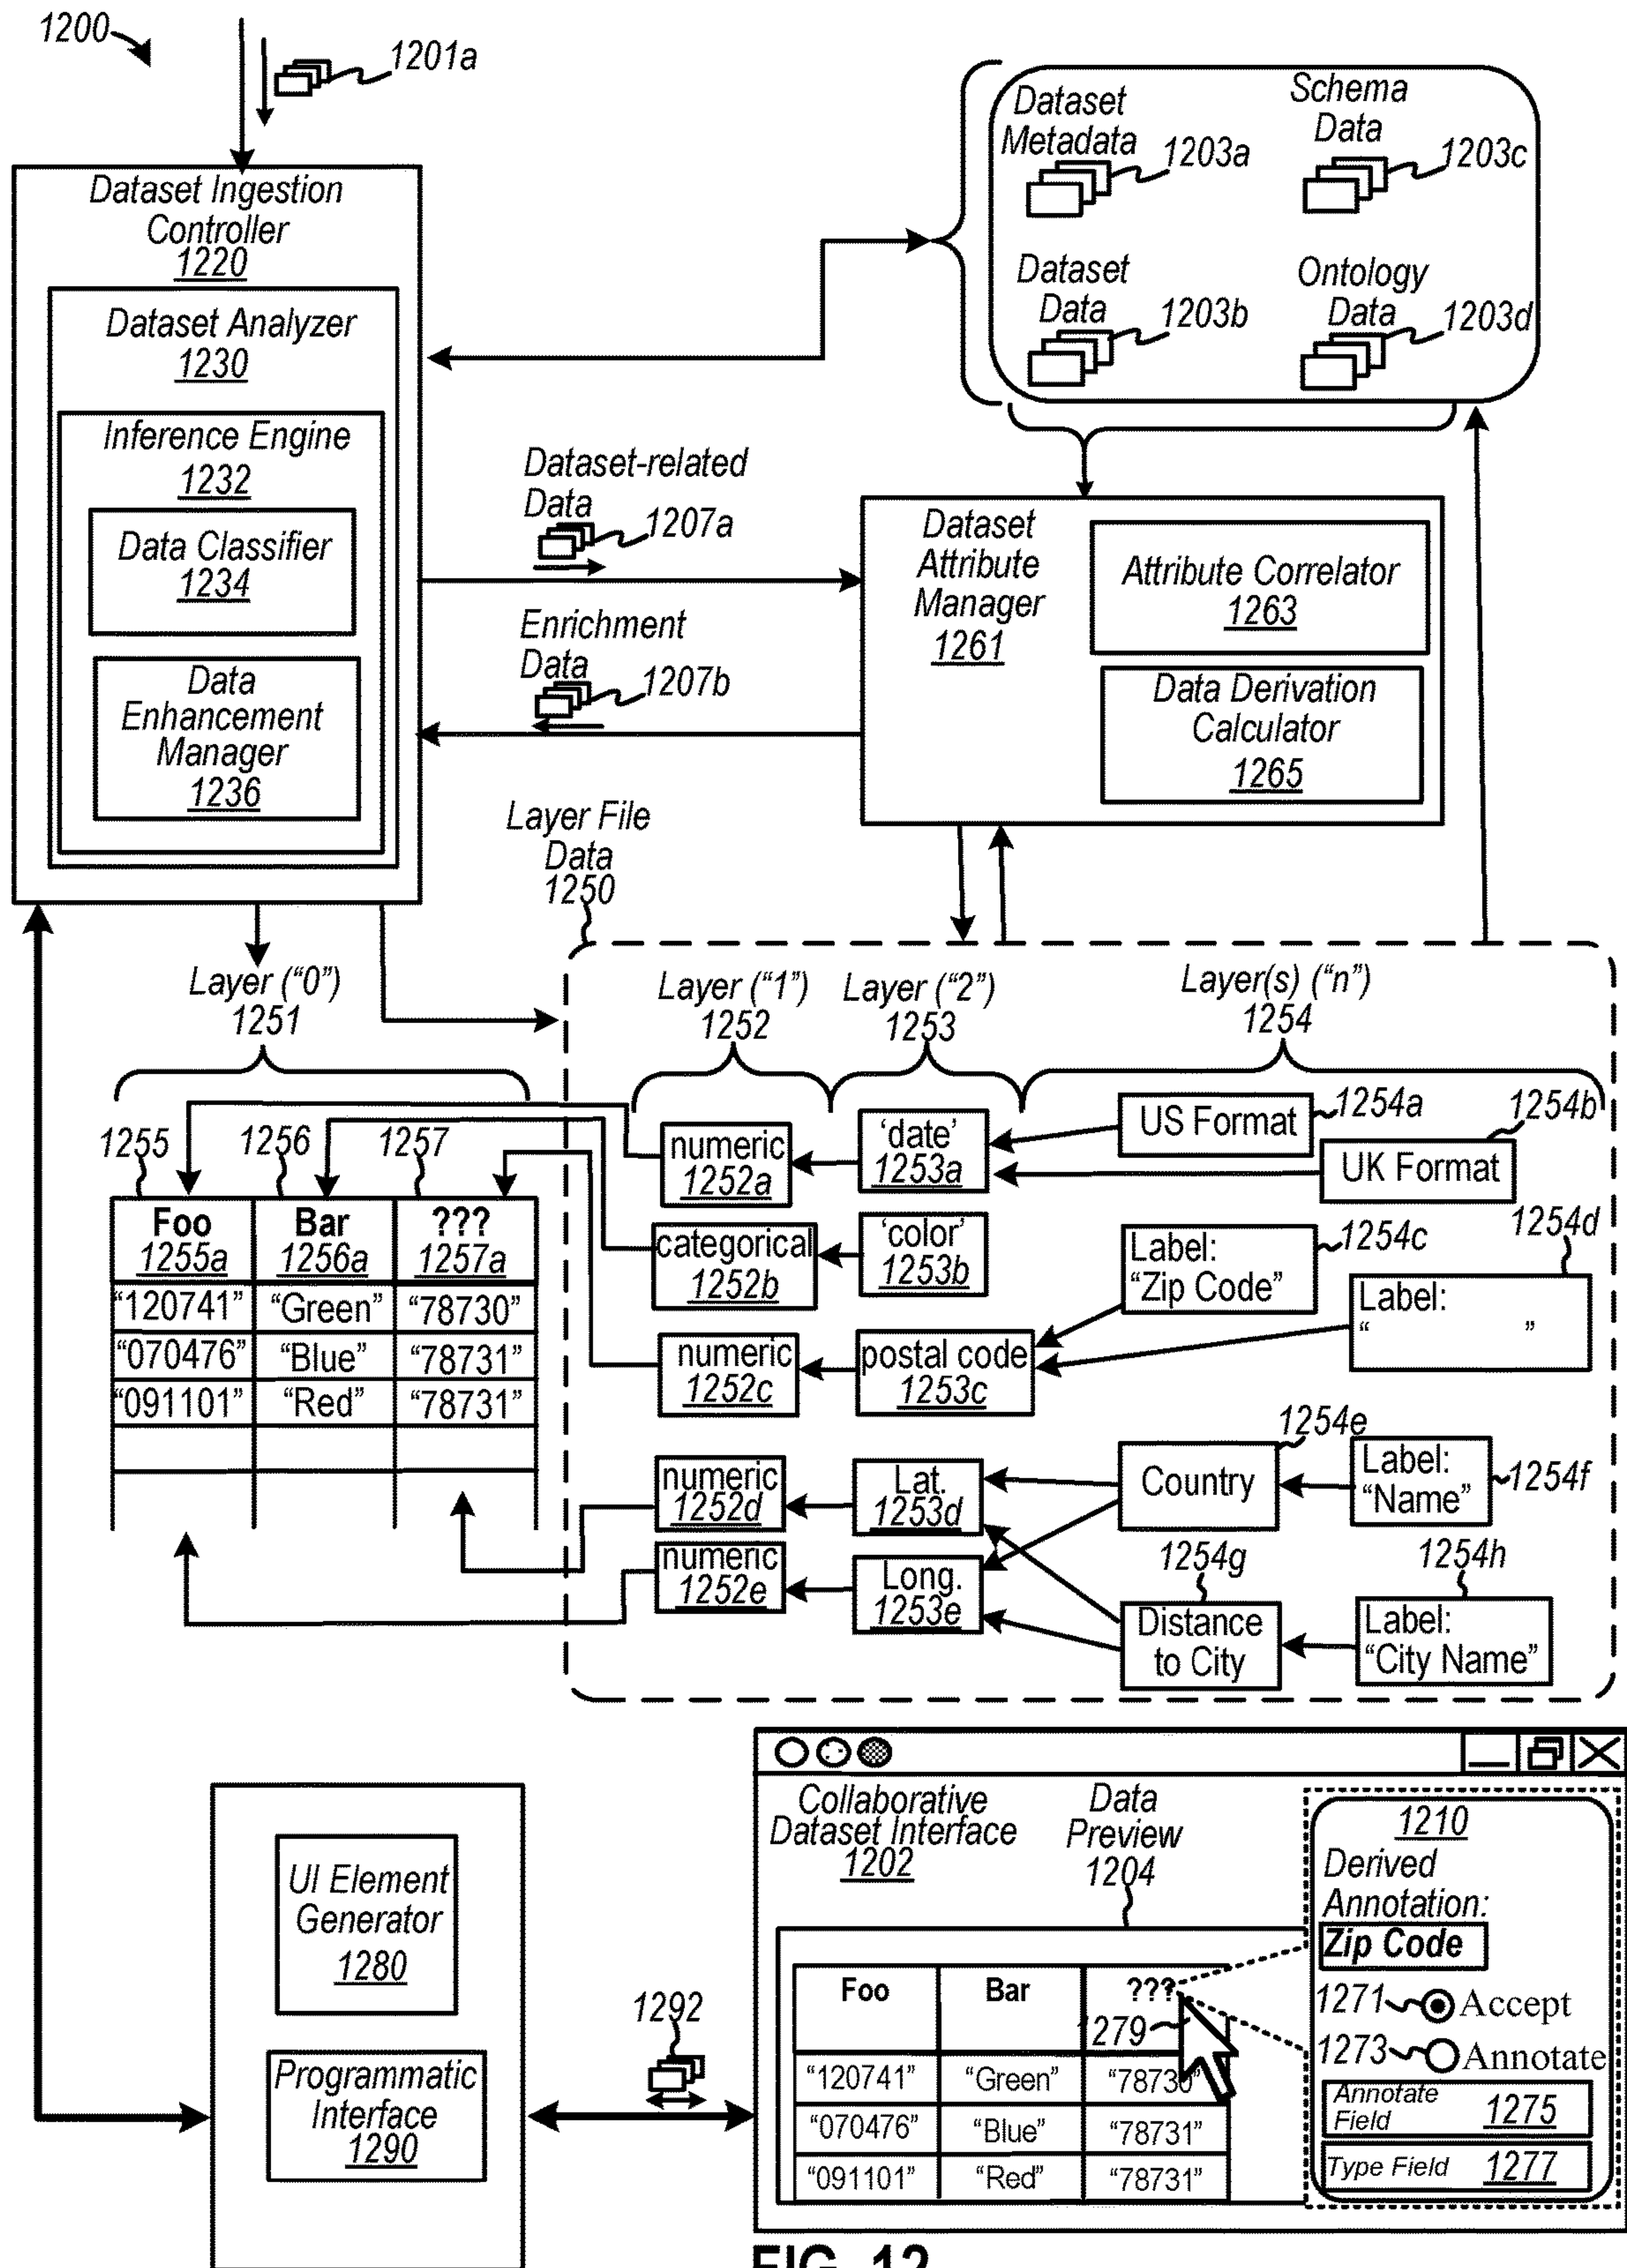 1200
1201a
Dataset Ingestion
Controller
1220
Dataset Analyzer
1230
Inference Engine
1232
Data Classifier
1234
Data
Enhancement
Manager
1236
Dataset
Metadata
1203a
Schema
Data
1203c
Dataset
Data
1203b
Ontology
Data
1203d
Dataset-related
Data
1207a
Enrichment
Data
1207b
Dataset
Attribute
Manager
1261
Attribute Correlator
1263
Data Derivation
Calculator
1265
Layer File
Data
1250
Layer (“0”)
1251
Layer (“1”)
1252
Layer (“2”)
1253
Layer(s) (“n”)
1254
1255
1256
1257
Foo
1255a
Bar
1256a
???
1257a
“120741”
“Green”
“78730”
“070476”
“Blue”
“78731”
“091101”
“Red”
“78731”
numeric
1252a
‘date’
1253a
US Format
1254a
UK Format
1254b
categorical
1252b
‘color’
1253b
Label:
“Zip Code”
1254c
Label:
“ ”
1254d
numeric
1252c
postal code
1253c
numeric
1252d
Lat.
1253d
Country
1254e
Label:
“Name”
1254f
numeric
1252e
Long.
1253e
1254g
Distance
to City
1254h
Label:
“City Name”
UI Element
Generator
1280
Programmatic
Interface
1290
1292
Collaborative
Dataset Interface
1202
Data
Preview
1204
Foo
Bar
???
1279
“120741”
“Green”
“78730”
“070476”
“Blue”
“78731”
“091101”
“Red”
“78731”
1210
Derived
Annotation:
Zip Code
1271
Accept
1273
Annotate
Annotate
Field
1275
Type Field
1277
FIG. 12